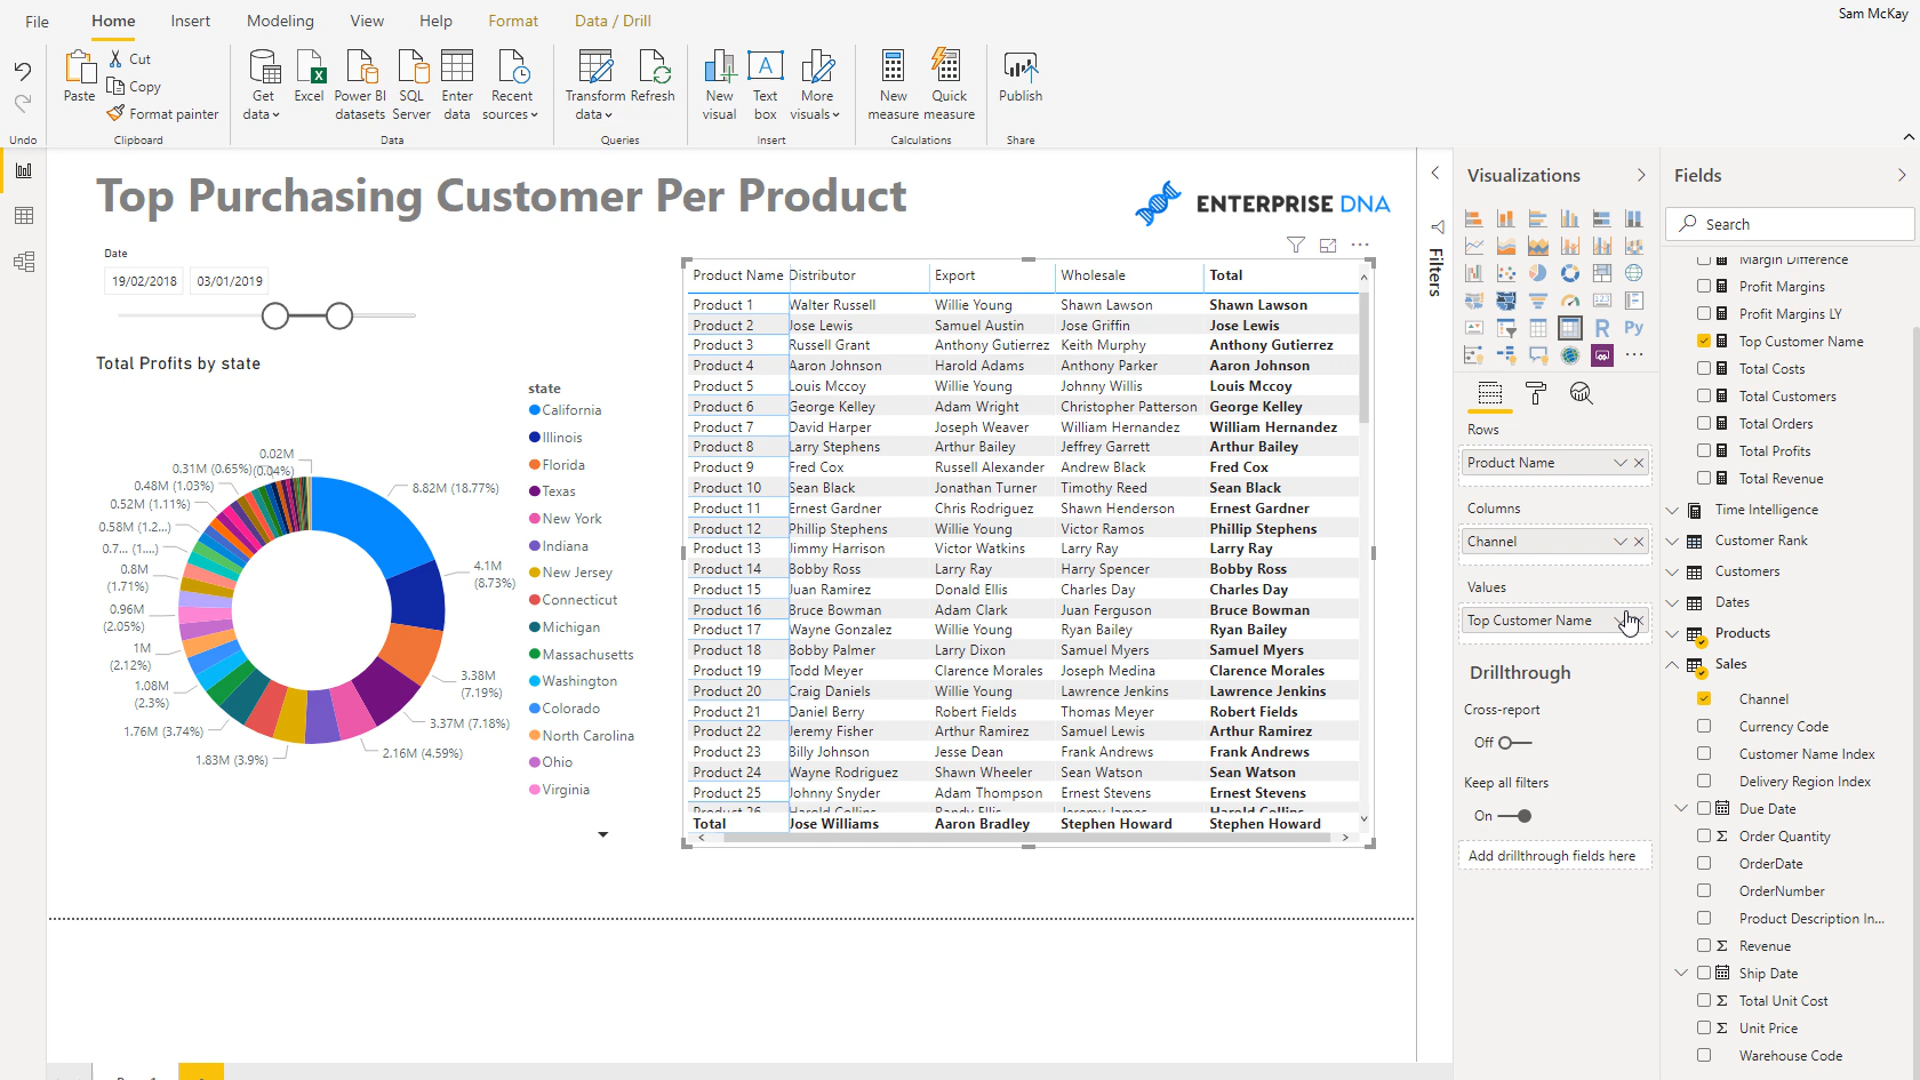 File Home Insert Modeling View Help Format Data / Drill Sam McKay
Paste
Cut
Copy
Format painter
Get data
Excel
Power BI datasets
SQL Server
Enter data
Recent sources
Transform data
Refresh
New visual
Text box
More visuals
New measure
Quick measure
Publish
Undo Clipboard Data Queries Insert Calculations Share
Top Purchasing Customer Per Product
ENTERPRISE DNA
Date
19/02/2018 03/01/2019
Total Profits by state
0.02M (0.04%)
0.31M (0.65%)
0.48M (1.03%)
0.52M (1.11%)
0.58M (1.2...)
0.7... (1....)
0.8M (1.71%)
0.96M (2.05%)
1M (2.12%)
1.08M (2.3%)
1.76M (3.74%)
1.83M (3.9%)
2.16M (4.59%)
3.37M (7.18%)
3.38M (7.19%)
4.1M (8.73%)
8.82M (18.77%)
state
California
Illinois
Florida
Texas
New York
Indiana
New Jersey
Connecticut
Michigan
Massachusetts
Washington
Colorado
North Carolina
Ohio
Virginia
Product Name Distributor Export Wholesale Total
Product 1 Walter Russell Willie Young Shawn Lawson Shawn Lawson
Product 2 Jose Lewis Samuel Austin Jose Griffin Jose Lewis
Product 3 Russell Grant Anthony Gutierrez Keith Murphy Anthony Gutierrez
Product 4 Aaron Johnson Harold Adams Anthony Parker Aaron Johnson
Product 5 Louis Mccoy Willie Young Johnny Willis Louis Mccoy
Product 6 George Kelley Adam Wright Christopher Patterson George Kelley
Product 7 David Harper Joseph Weaver William Hernandez William Hernandez
Product 8 Larry Stephens Arthur Bailey Jeffrey Garrett Arthur Bailey
Product 9 Fred Cox Russell Alexander Andrew Black Fred Cox
Product 10 Sean Black Jonathan Turner Timothy Reed Sean Black
Product 11 Ernest Gardner Chris Rodriguez Shawn Henderson Ernest Gardner
Product 12 Phillip Stephens Willie Young Victor Ramos Phillip Stephens
Product 13 Jimmy Harrison Victor Watkins Larry Ray Larry Ray
Product 14 Bobby Ross Larry Ray Harry Spencer Bobby Ross
Product 15 Juan Ramirez Donald Ellis Charles Day Charles Day
Product 16 Bruce Bowman Adam Clark Juan Ferguson Bruce Bowman
Product 17 Wayne Gonzalez Willie Young Ryan Bailey Ryan Bailey
Product 18 Bobby Palmer Larry Dixon Samuel Myers Samuel Myers
Product 19 Todd Meyer Clarence Morales Joseph Medina Clarence Morales
Product 20 Craig Daniels Willie Young Lawrence Jenkins Lawrence Jenkins
Product 21 Daniel Berry Robert Fields Thomas Meyer Robert Fields
Product 22 Jeremy Fisher Arthur Ramirez Samuel Lewis Arthur Ramirez
Product 23 Billy Johnson Jesse Dean Frank Andrews Frank Andrews
Product 24 Wayne Rodriguez Shawn Wheeler Sean Watson Sean Watson
Product 25 Johnny Snyder Adam Thompson Ernest Stevens Ernest Stevens
Product 26 Harold Collins Randy Ellis Jeremy James Harold Collins
Total Jose Williams Aaron Bradley Stephen Howard Stephen Howard
Filters
Visualizations
R Py
Rows
Product Name
Columns
Channel
Values
Top Customer Name
Drillthrough
Cross-report
Off
Keep all filters
On
Add drillthrough fields here
Fields
Search
Margin Difference
Profit Margins
Profit Margins LY
Top Customer Name
Total Costs
Total Customers
Total Orders
Total Profits
Total Revenue
Time Intelligence
Customer Rank
Customers
Dates
Products
Sales
Channel
Currency Code
Customer Name Index
Delivery Region Index
Due Date
Order Quantity
OrderDate
OrderNumber
Product Description In...
Revenue
Ship Date
Total Unit Cost
Unit Price
Warehouse Code